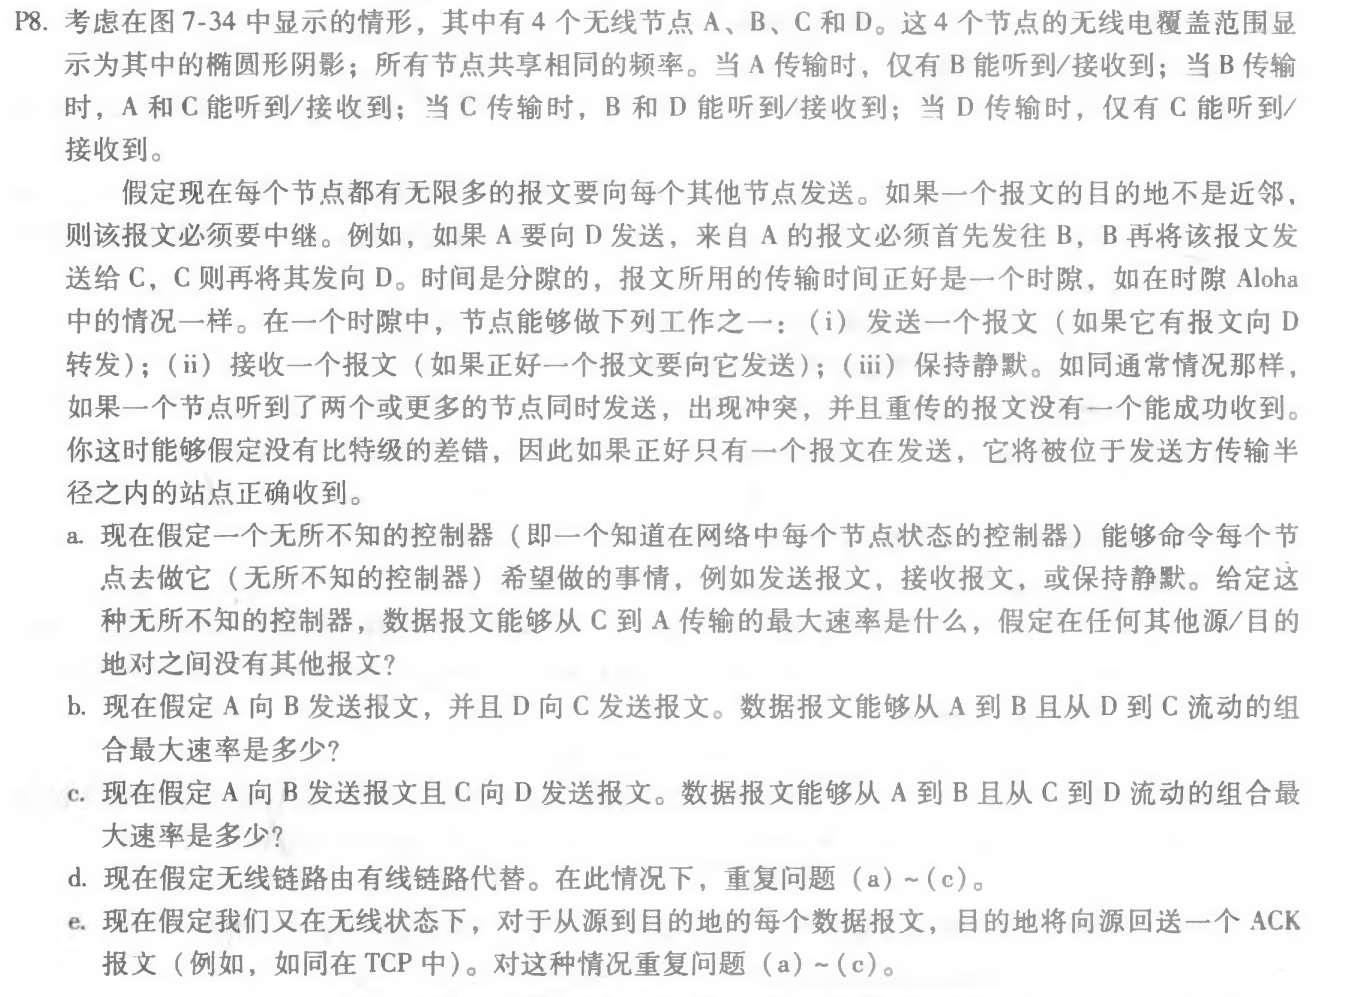 P8. 考虑在图 7-34 中显示的情形，其中有 4 个无线节点 A、B、C 和 D。这 4 个节点的无线电覆盖范围显
示为其中的椭圆形阴影；所有节点共享相同的频率。当 A 传输时，仅有 B 能听到/接收到；当 B 传输
时，A 和 C 能听到/接收到；当 C 传输时，B 和 D 能听到/接收到；当 D 传输时，仅有 C 能听到/
接收到。
假定现在每个节点都有无限多的报文要向每个其他节点发送。如果一个报文的目的地不是近邻，
则该报文必须要中继。例如，如果 A 要向 D 发送，来自 A 的报文必须首先发往 B，B 再将该报文发
送给 C，C 则再将其发向 D。时间是分隙的，报文所用的传输时间正好是一个时隙，如在时隙 Aloha
中的情况一样。在一个时隙中，节点能够做下列工作之一：（i）发送一个报文（如果它有报文向 D
转发）；（ii）接收一个报文（如果正好一个报文要向它发送）；（iii）保持静默。如同通常情况那样，
如果一个节点听到了两个或更多的节点同时发送，出现冲突，并且重传的报文没有一个能成功收到。
你这时能够假定没有比特级的差错，因此如果正好只有一个报文在发送，它将被位于发送方传输半
径之内的站点正确收到。
a. 现在假定一个无所不知的控制器（即一个知道在网络中每个节点状态的控制器）能够命令每个节
点去做它（无所不知的控制器）希望做的事情，例如发送报文，接收报文，或保持静默。给定这
种无所不知的控制器，数据报文能够从 C 到 A 传输的最大速率是什么，假定在任何其他源/目的
地对之间没有其他报文？
b. 现在假定 A 向 B 发送报文，并且 D 向 C 发送报文。数据报文能够从 A 到 B 且从 D 到 C 流动的组
合最大速率是多少？
c. 现在假定 A 向 B 发送报文且 C 向 D 发送报文。数据报文能够从 A 到 B 且从 C 到 D 流动的组合最
大速率是多少？
d. 现在假定无线链路由有线链路代替。在此情况下，重复问题（a）~（c）。
e. 现在假定我们又在无线状态下，对于从源到目的地的每个数据报文，目的地将向源回送一个 ACK
报文（例如，如同在 TCP 中）。对这种情况重复问题（a）~（c）。